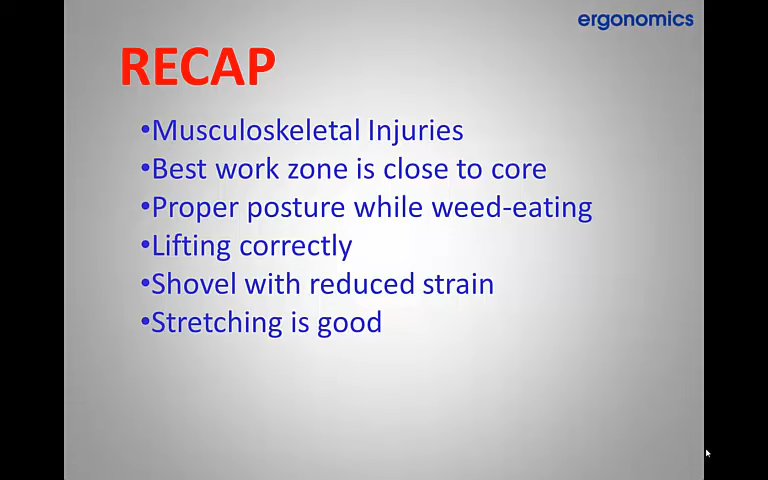 ergonomics
RECAP
•Musculoskeletal Injuries
•Best work zone is close to core
•Proper posture while weed-eating
•Lifting correctly
•Shovel with reduced strain
•Stretching is good